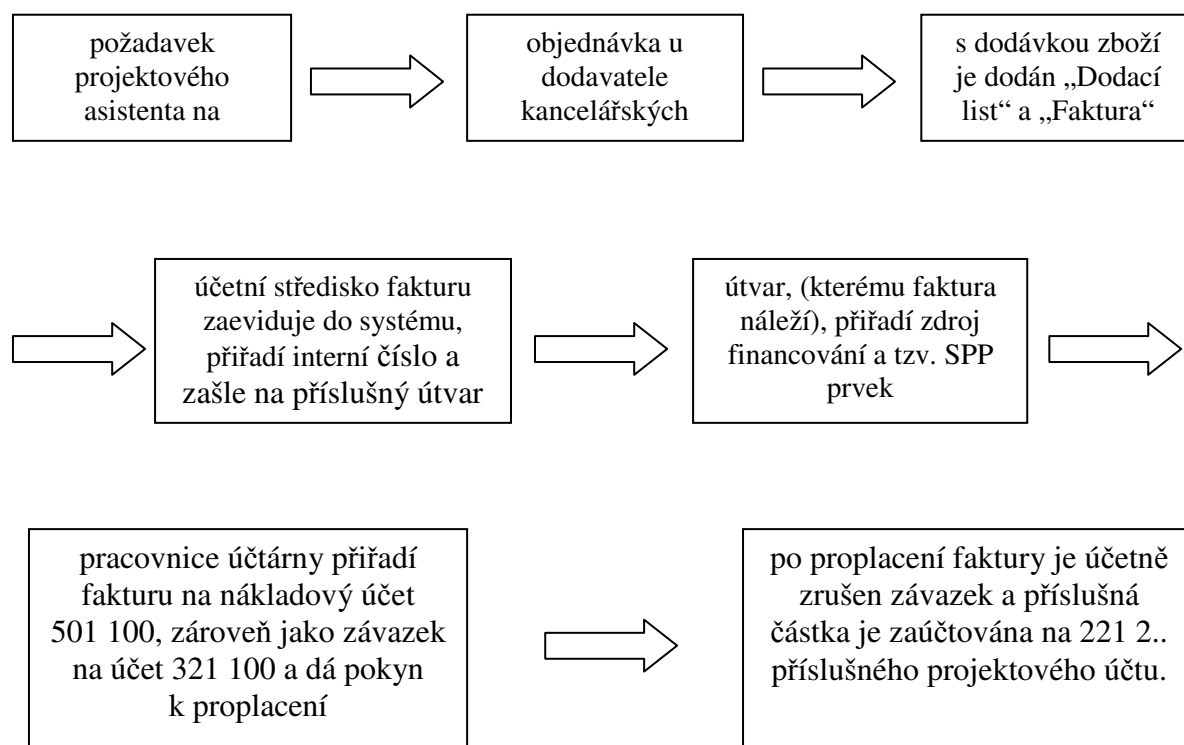 požadavek
projektového
asistenta na
objednávka u
dodavatele
kancelářských
s dodávkou zboží
je dodán „Dodací
list“ a „Faktura“
účetní středisko fakturu
zaeviduje do systému,
přiřadí interní číslo a
zašle na příslušný útvar
útvar, (kterému faktura
náleží), přiřadí zdroj
financování a tzv. SPP
prvek
pracovnice účtárny přiřadí
fakturu na nákladový účet
501 100, zároveň jako závazek
na účet 321 100 a dá pokyn
k proplacení
po proplacení faktury je účetně
zrušen závazek a příslušná
částka je zaúčtována na 221 2..
příslušného projektového účtu.